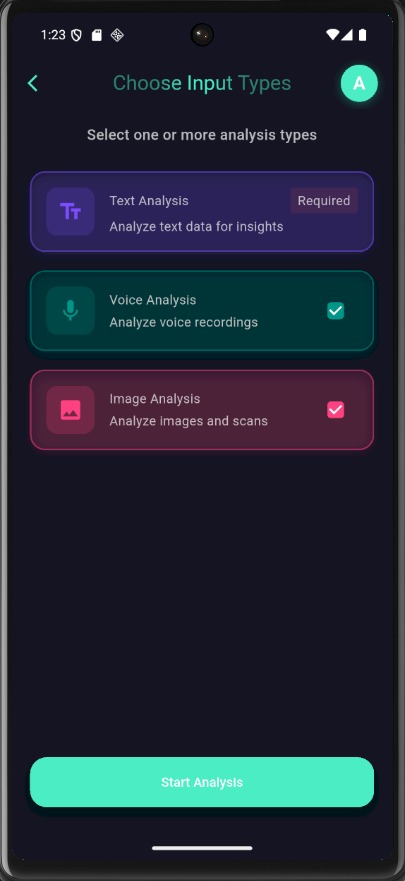 1:23
Choose Input Types
A
Select one or more analysis types
Text Analysis
Required
Analyze text data for insights
Voice Analysis
Analyze voice recordings
Image Analysis
Analyze images and scans
Start Analysis